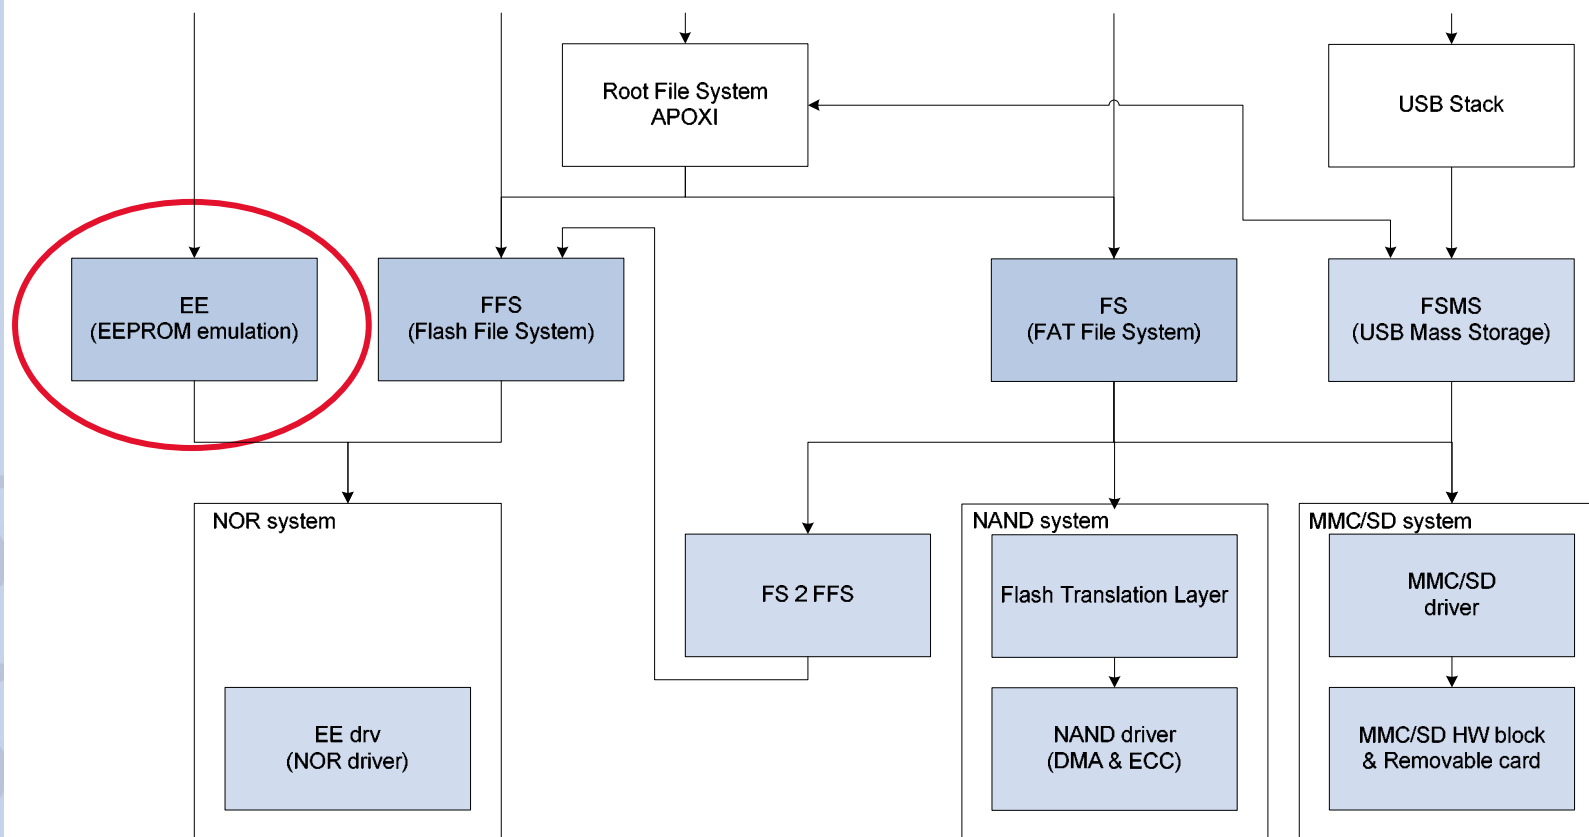 Root File System
APOXI
USB Stack
EE
(EEPROM emulation)
FFS
(Flash File System)
FS
(FAT File System)
FSMS
(USB Mass Storage)
NOR system
NAND system
MMC/SD system
FS 2 FFS
Flash Translation Layer
MMC/SD
driver
EE drv
(NOR driver)
NAND driver
(DMA & ECC)
MMC/SD HW block
& Removable card